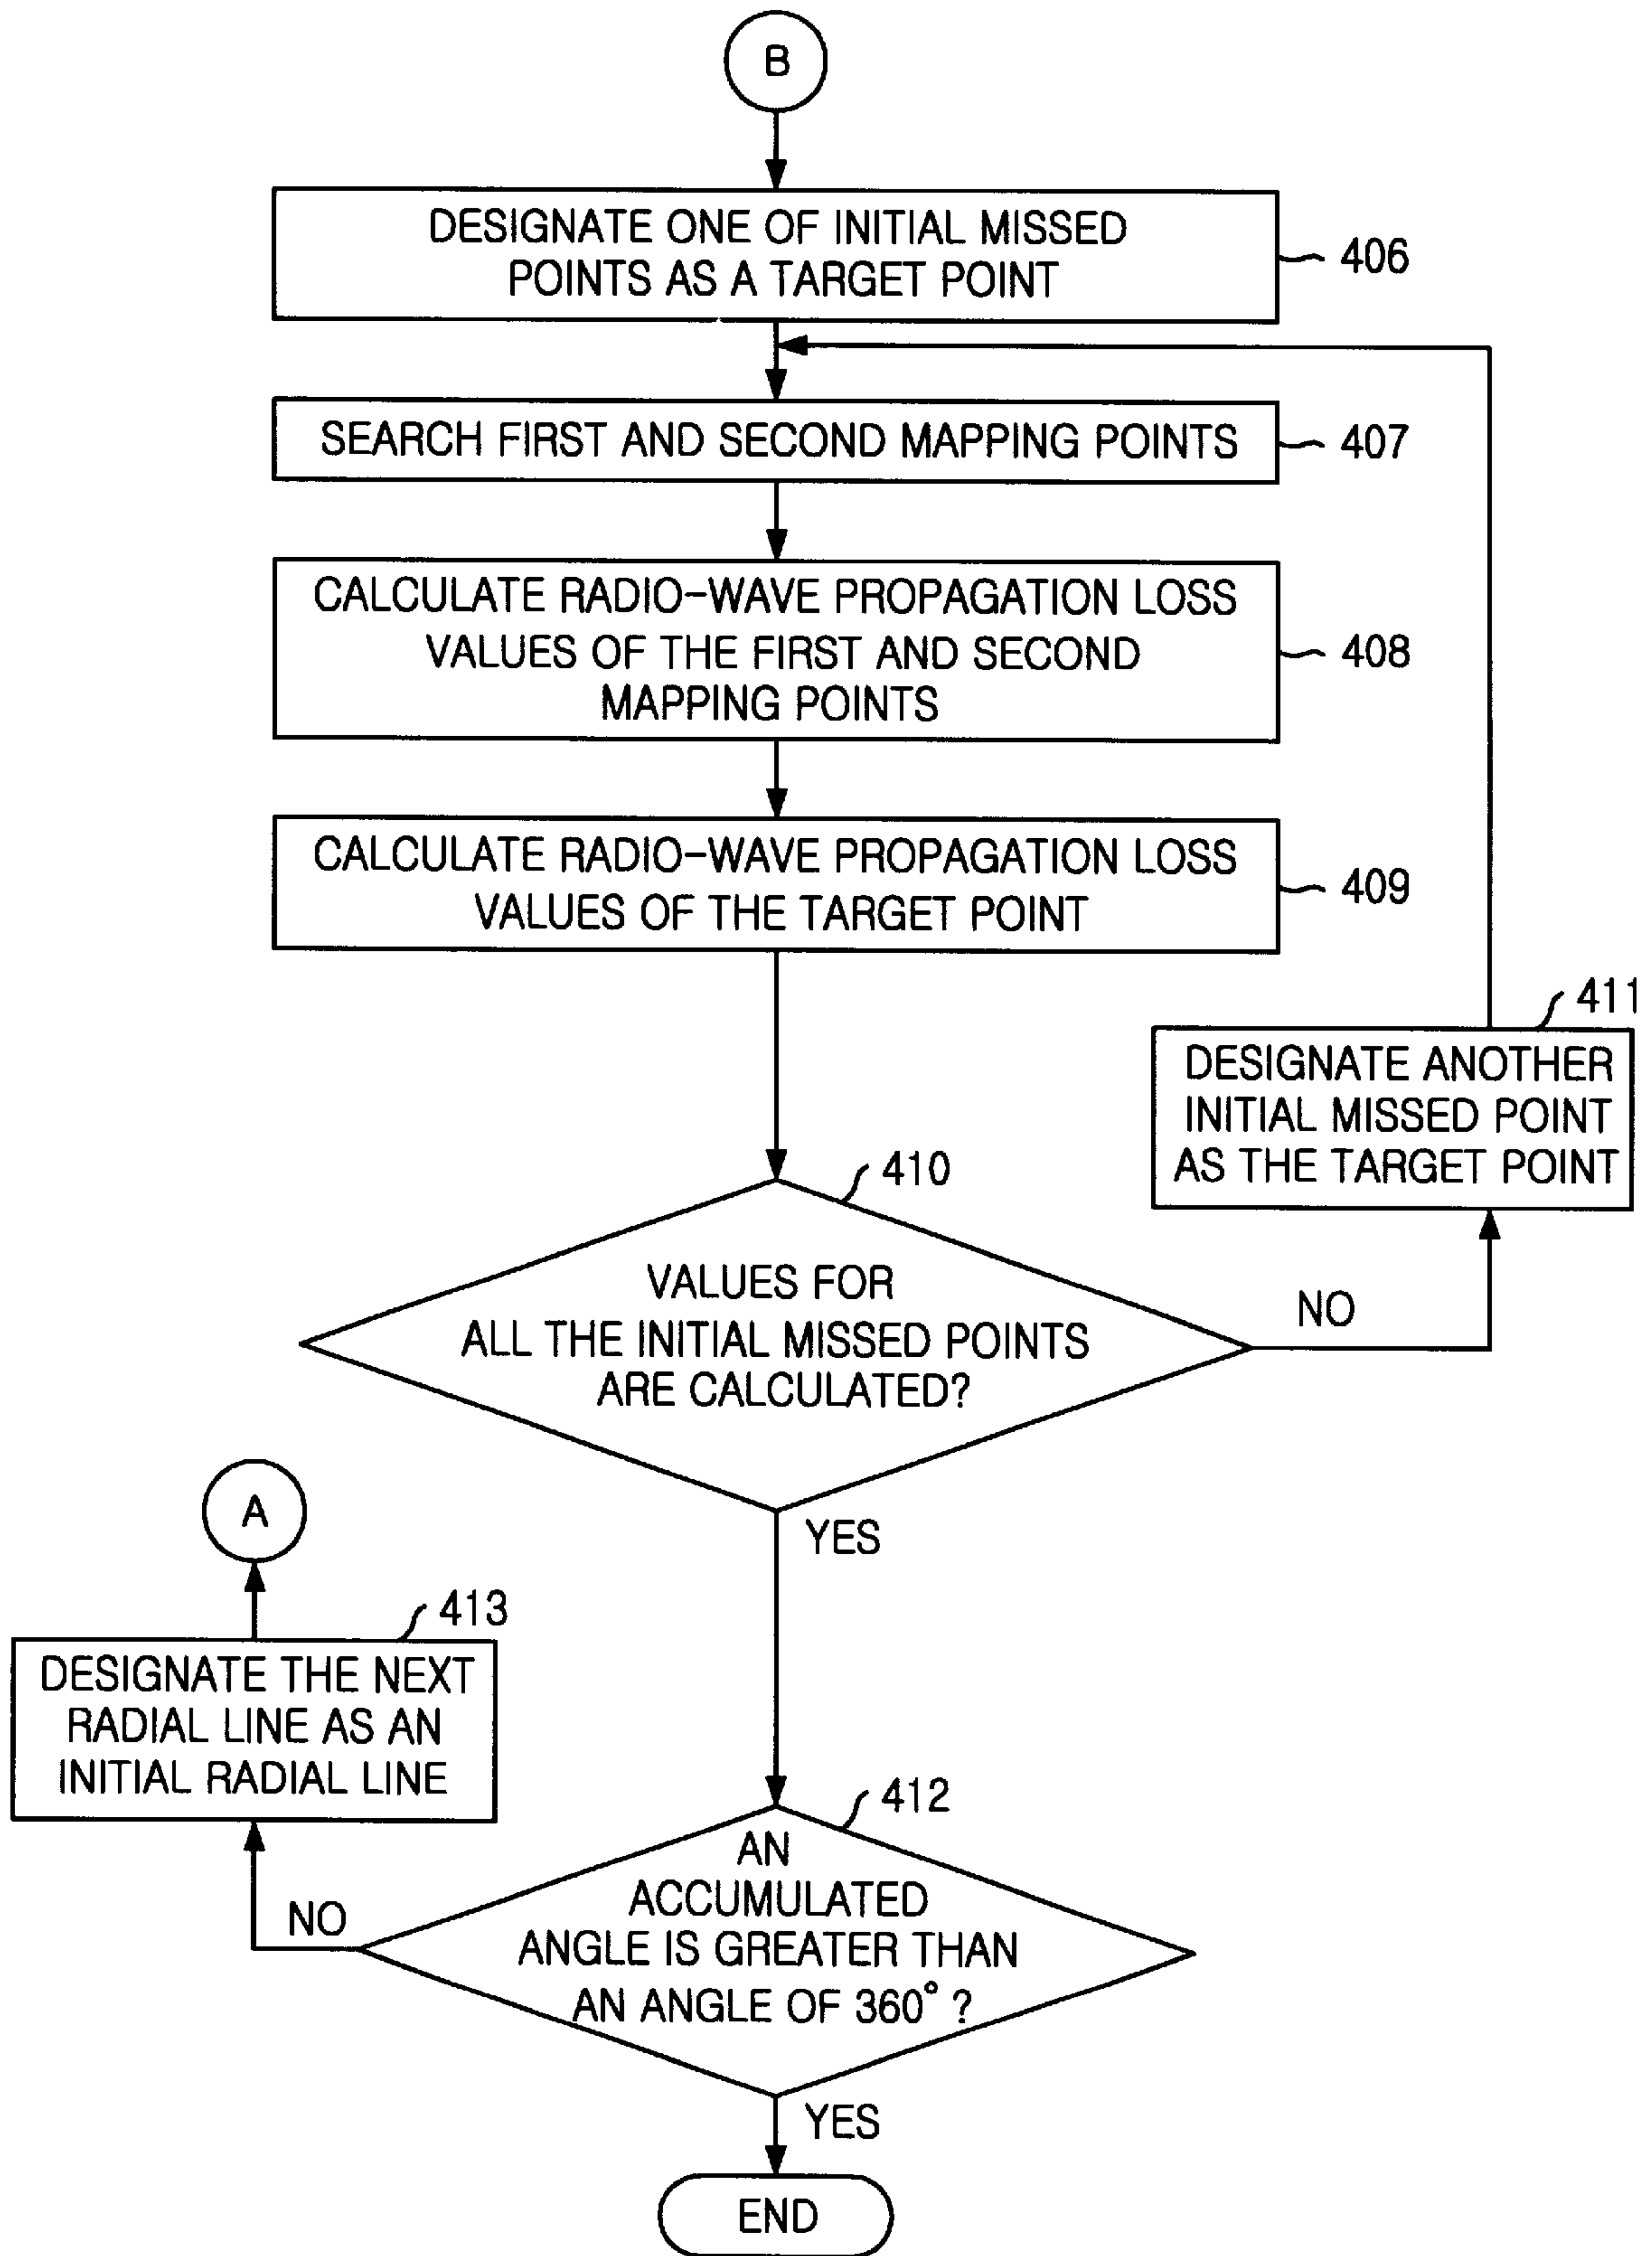 B
DESIGNATE ONE OF INITIAL MISSED
POINTS AS A TARGET POINT
406
SEARCH FIRST AND SECOND MAPPING POINTS
407
CALCULATE RADIO-WAVE PROPAGATION LOSS
VALUES OF THE FIRST AND SECOND
MAPPING POINTS
408
CALCULATE RADIO-WAVE PROPAGATION LOSS
VALUES OF THE TARGET POINT
409
411
DESIGNATE ANOTHER
INITIAL MISSED POINT
AS THE TARGET POINT
410
VALUES FOR
ALL THE INITIAL MISSED POINTS
ARE CALCULATED?
NO
YES
A
413
DESIGNATE THE NEXT
RADIAL LINE AS AN
INITIAL RADIAL LINE
412
AN
ACCUMULATED
ANGLE IS GREATER THAN
AN ANGLE OF 360° ?
NO
YES
END